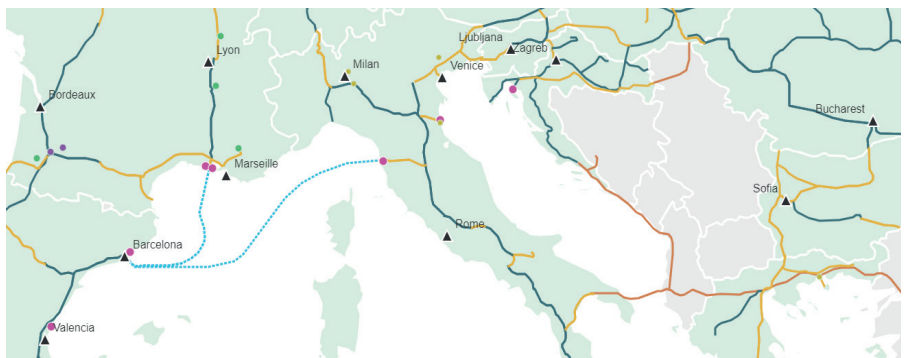 Ljubljana
Lyon
Zagreb
Milan
Venice
Bordeaux
Bucharest
Marseille
Sofia
Rome
Barcelona
Valencia